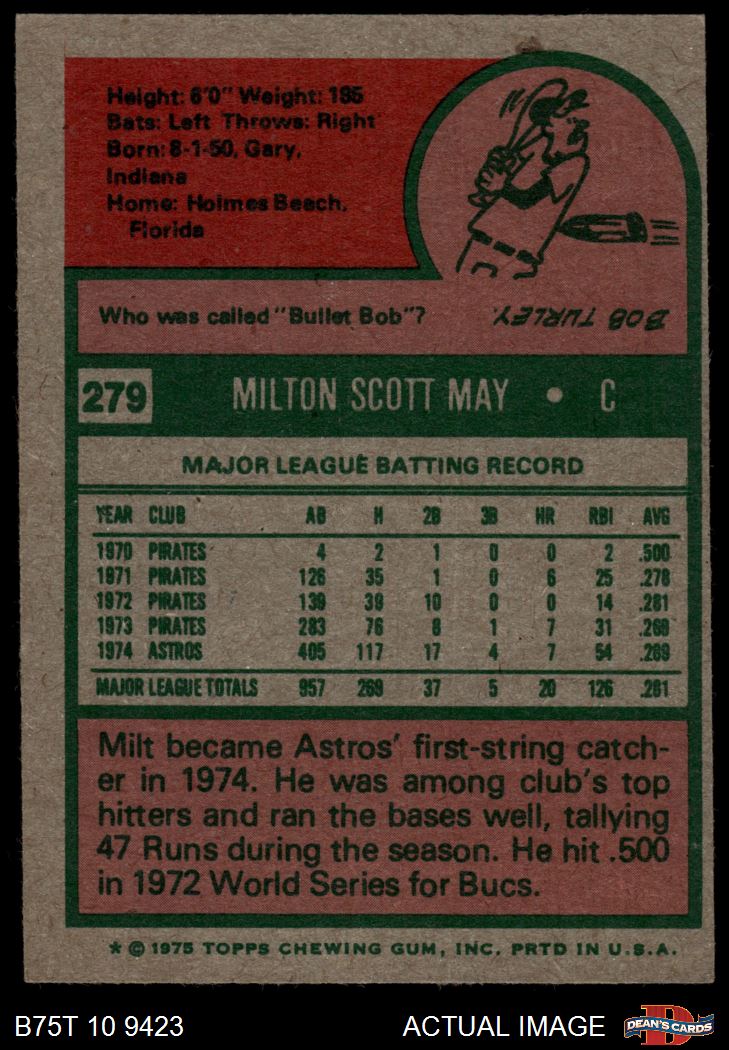 Height: 6'0" Weight: 185
Bats: Left Throws: Right
Born: 8-1-50, Gary,
Indiana
Home: Holmes Beach,
Florida
Who was called "Bullet Bob"?
BOB TURLEY.
279 MILTON SCOTT MAY • C
MAJOR LEAGUE BATTING RECORD
YEAR CLUB AB H 2B 3B HR RBI AVG
1970 PIRATES 4 2 1 0 0 2 .500
1971 PIRATES 126 35 1 0 6 25 .278
1972 PIRATES 139 39 10 0 0 14 .281
1973 PIRATES 283 76 8 1 7 31 .269
1974 ASTROS 405 117 17 4 7 54 .289
MAJOR LEAGUE TOTALS 957 269 37 5 20 126 .281
Milt became Astros' first-string catch-
er in 1974. He was among club's top
hitters and ran the bases well, tallying
47 Runs during the season. He hit .500
in 1972 World Series for Bucs.
* © 1975 TOPPS CHEWING GUM, INC. PRTD IN U.S.A.
B75T 10 9423 ACTUAL IMAGE DEAN'S CARDS